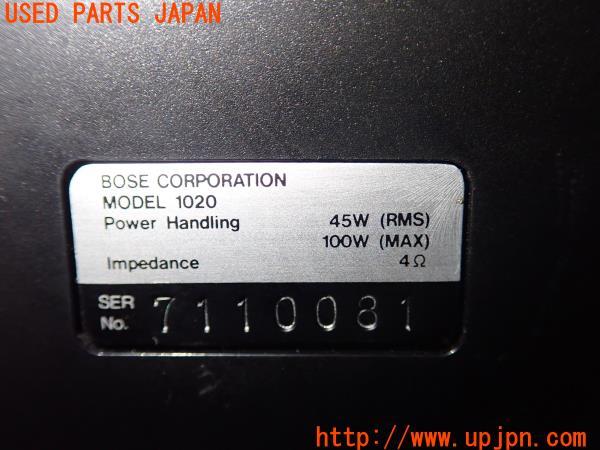 USED PARTS JAPAN
BOSE CORPORATION
MODEL 1020
Power Handling 45W (RMS)
100W (MAX)
Impedance 4Ω
SER No. 7110081
http://www.upjpn.com